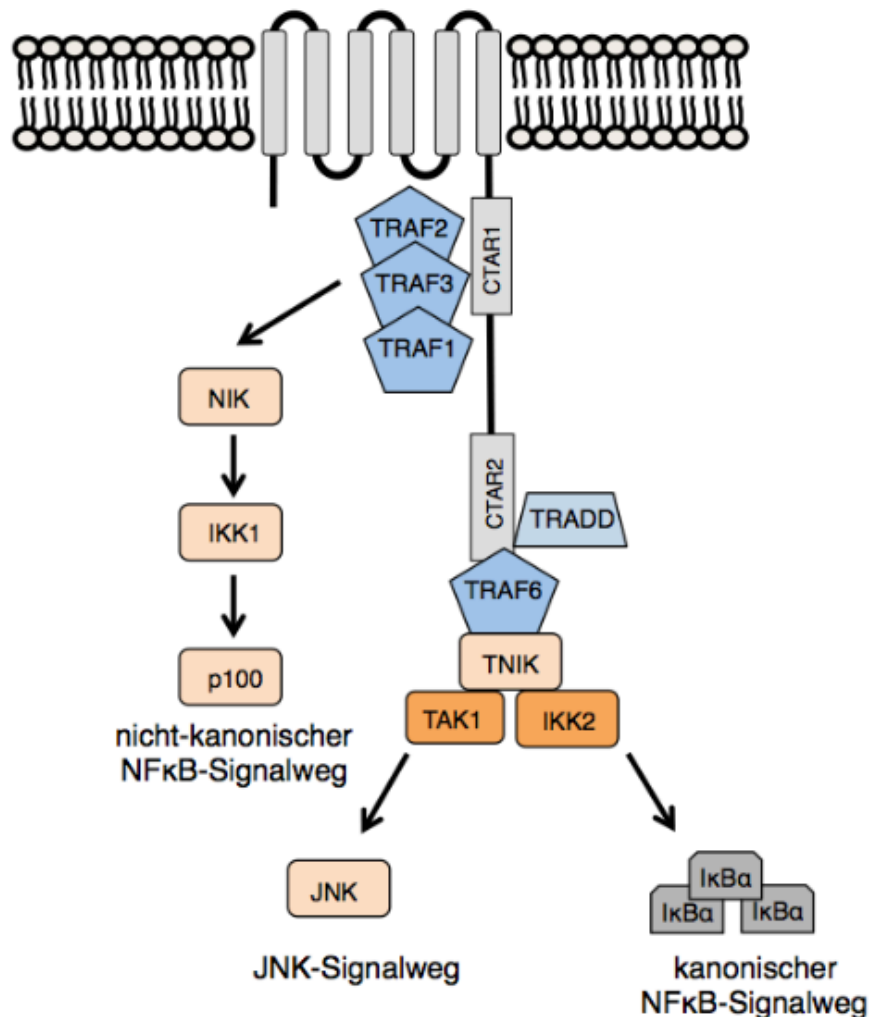 TRAF2
CTAR1
TRAF3
TRAF1
NIK
CTAR2
IKK1
TRADD
TRAF6
TNIK
p100
TAK1
IKK2
nicht-kanonischer
NFκB-Signalweg
JNK
IκBα
IκBα
IκBα
JNK-Signalweg
kanonischer
NFκB-Signalweg